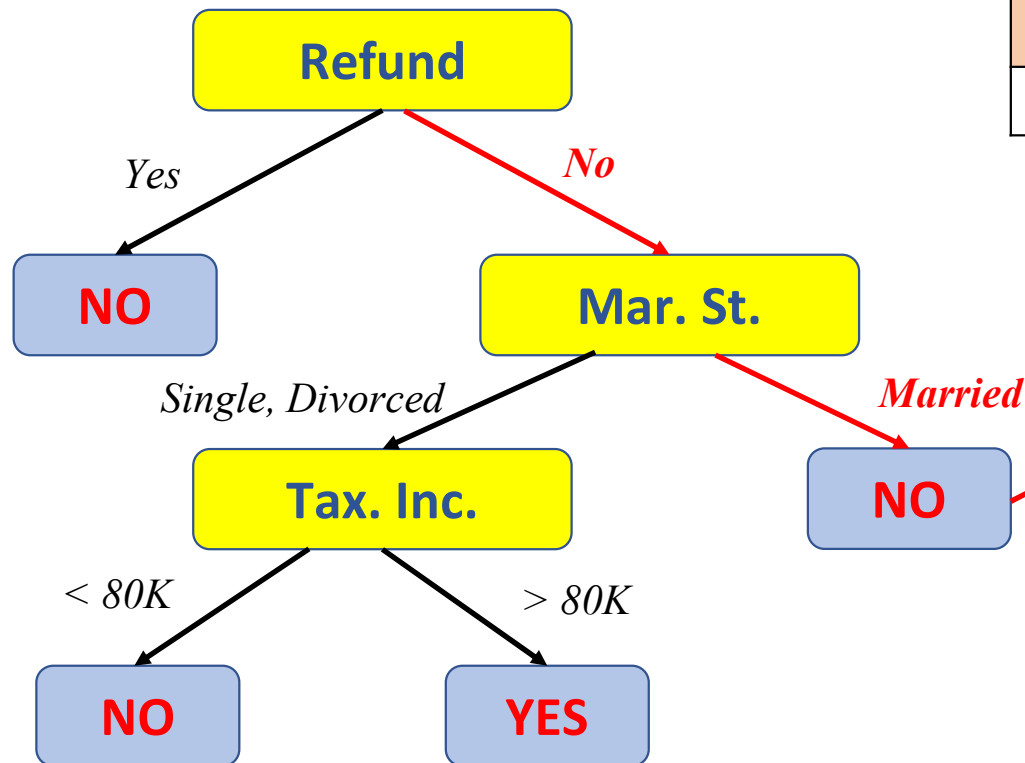 Refund
Yes
No
NO
Mar. St.
Single, Divorced
Married
Tax. Inc.
NO
< 80K
> 80K
NO
YES